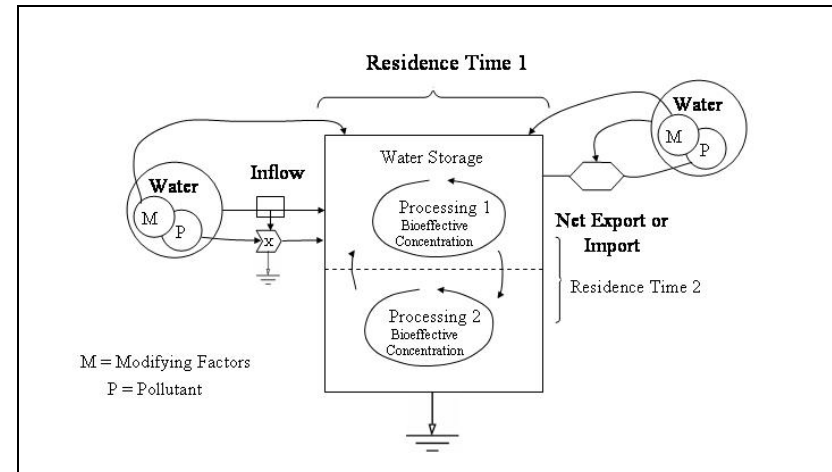 Residence Time 1
Water
M
P
Water Storage
Inflow
Water
M
P
x
Processing 1
Bioeffective
Concentration
Net Export or
Import
Residence Time 2
Processing 2
Bioeffective
Concentration
M = Modifying Factors
P = Pollutant